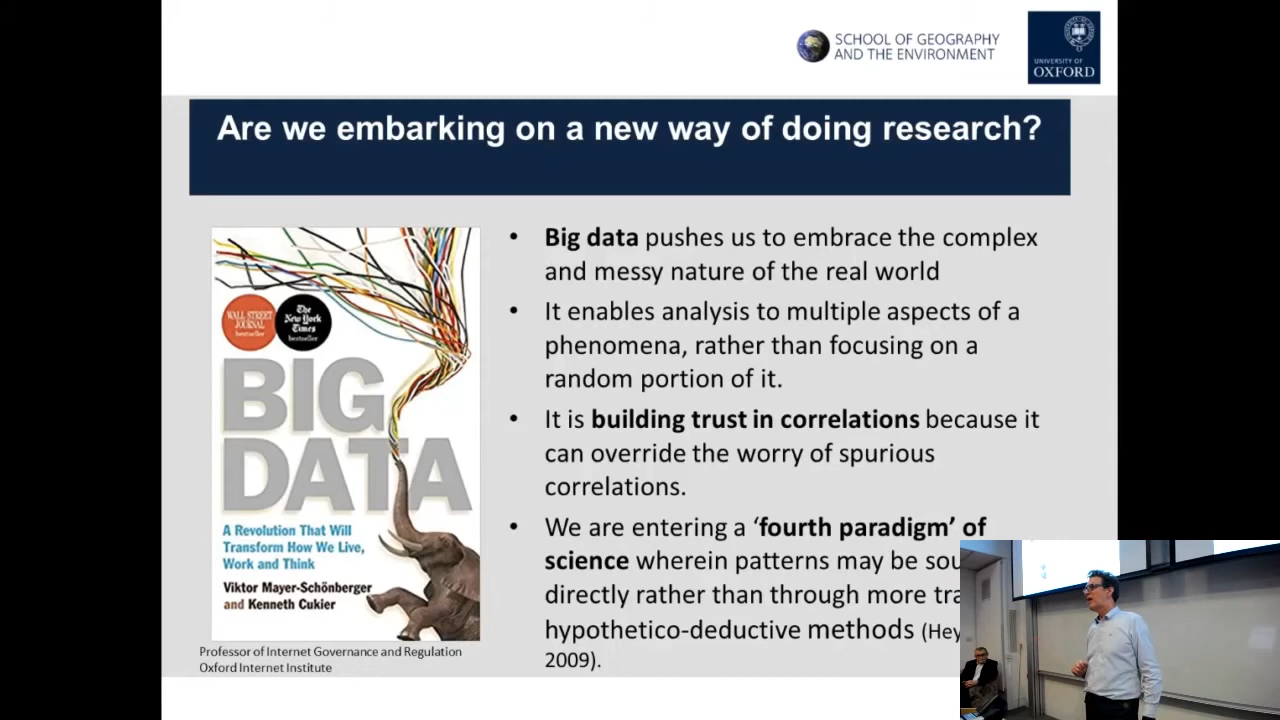 SCHOOL OF GEOGRAPHY
AND THE ENVIRONMENT
UNIVERSITY OF
OXFORD
Are we embarking on a new way of doing research?
WALL STREET
JOURNAL
bestseller
The
New York
Times
bestseller
BIG
DATA
A Revolution That Will
Transform How We Live,
Work and Think
Viktor Mayer-Schönberger
and Kenneth Cukier
Professor of Internet Governance and Regulation
Oxford Internet Institute
• Big data pushes us to embrace the complex
and messy nature of the real world
• It enables analysis to multiple aspects of a
phenomena, rather than focusing on a
random portion of it.
• It is building trust in correlations because it
can override the worry of spurious
correlations.
• We are entering a ‘fourth paradigm’ of
science wherein patterns may be
directly rather than through more
hypothetico-deductive methods
2009).